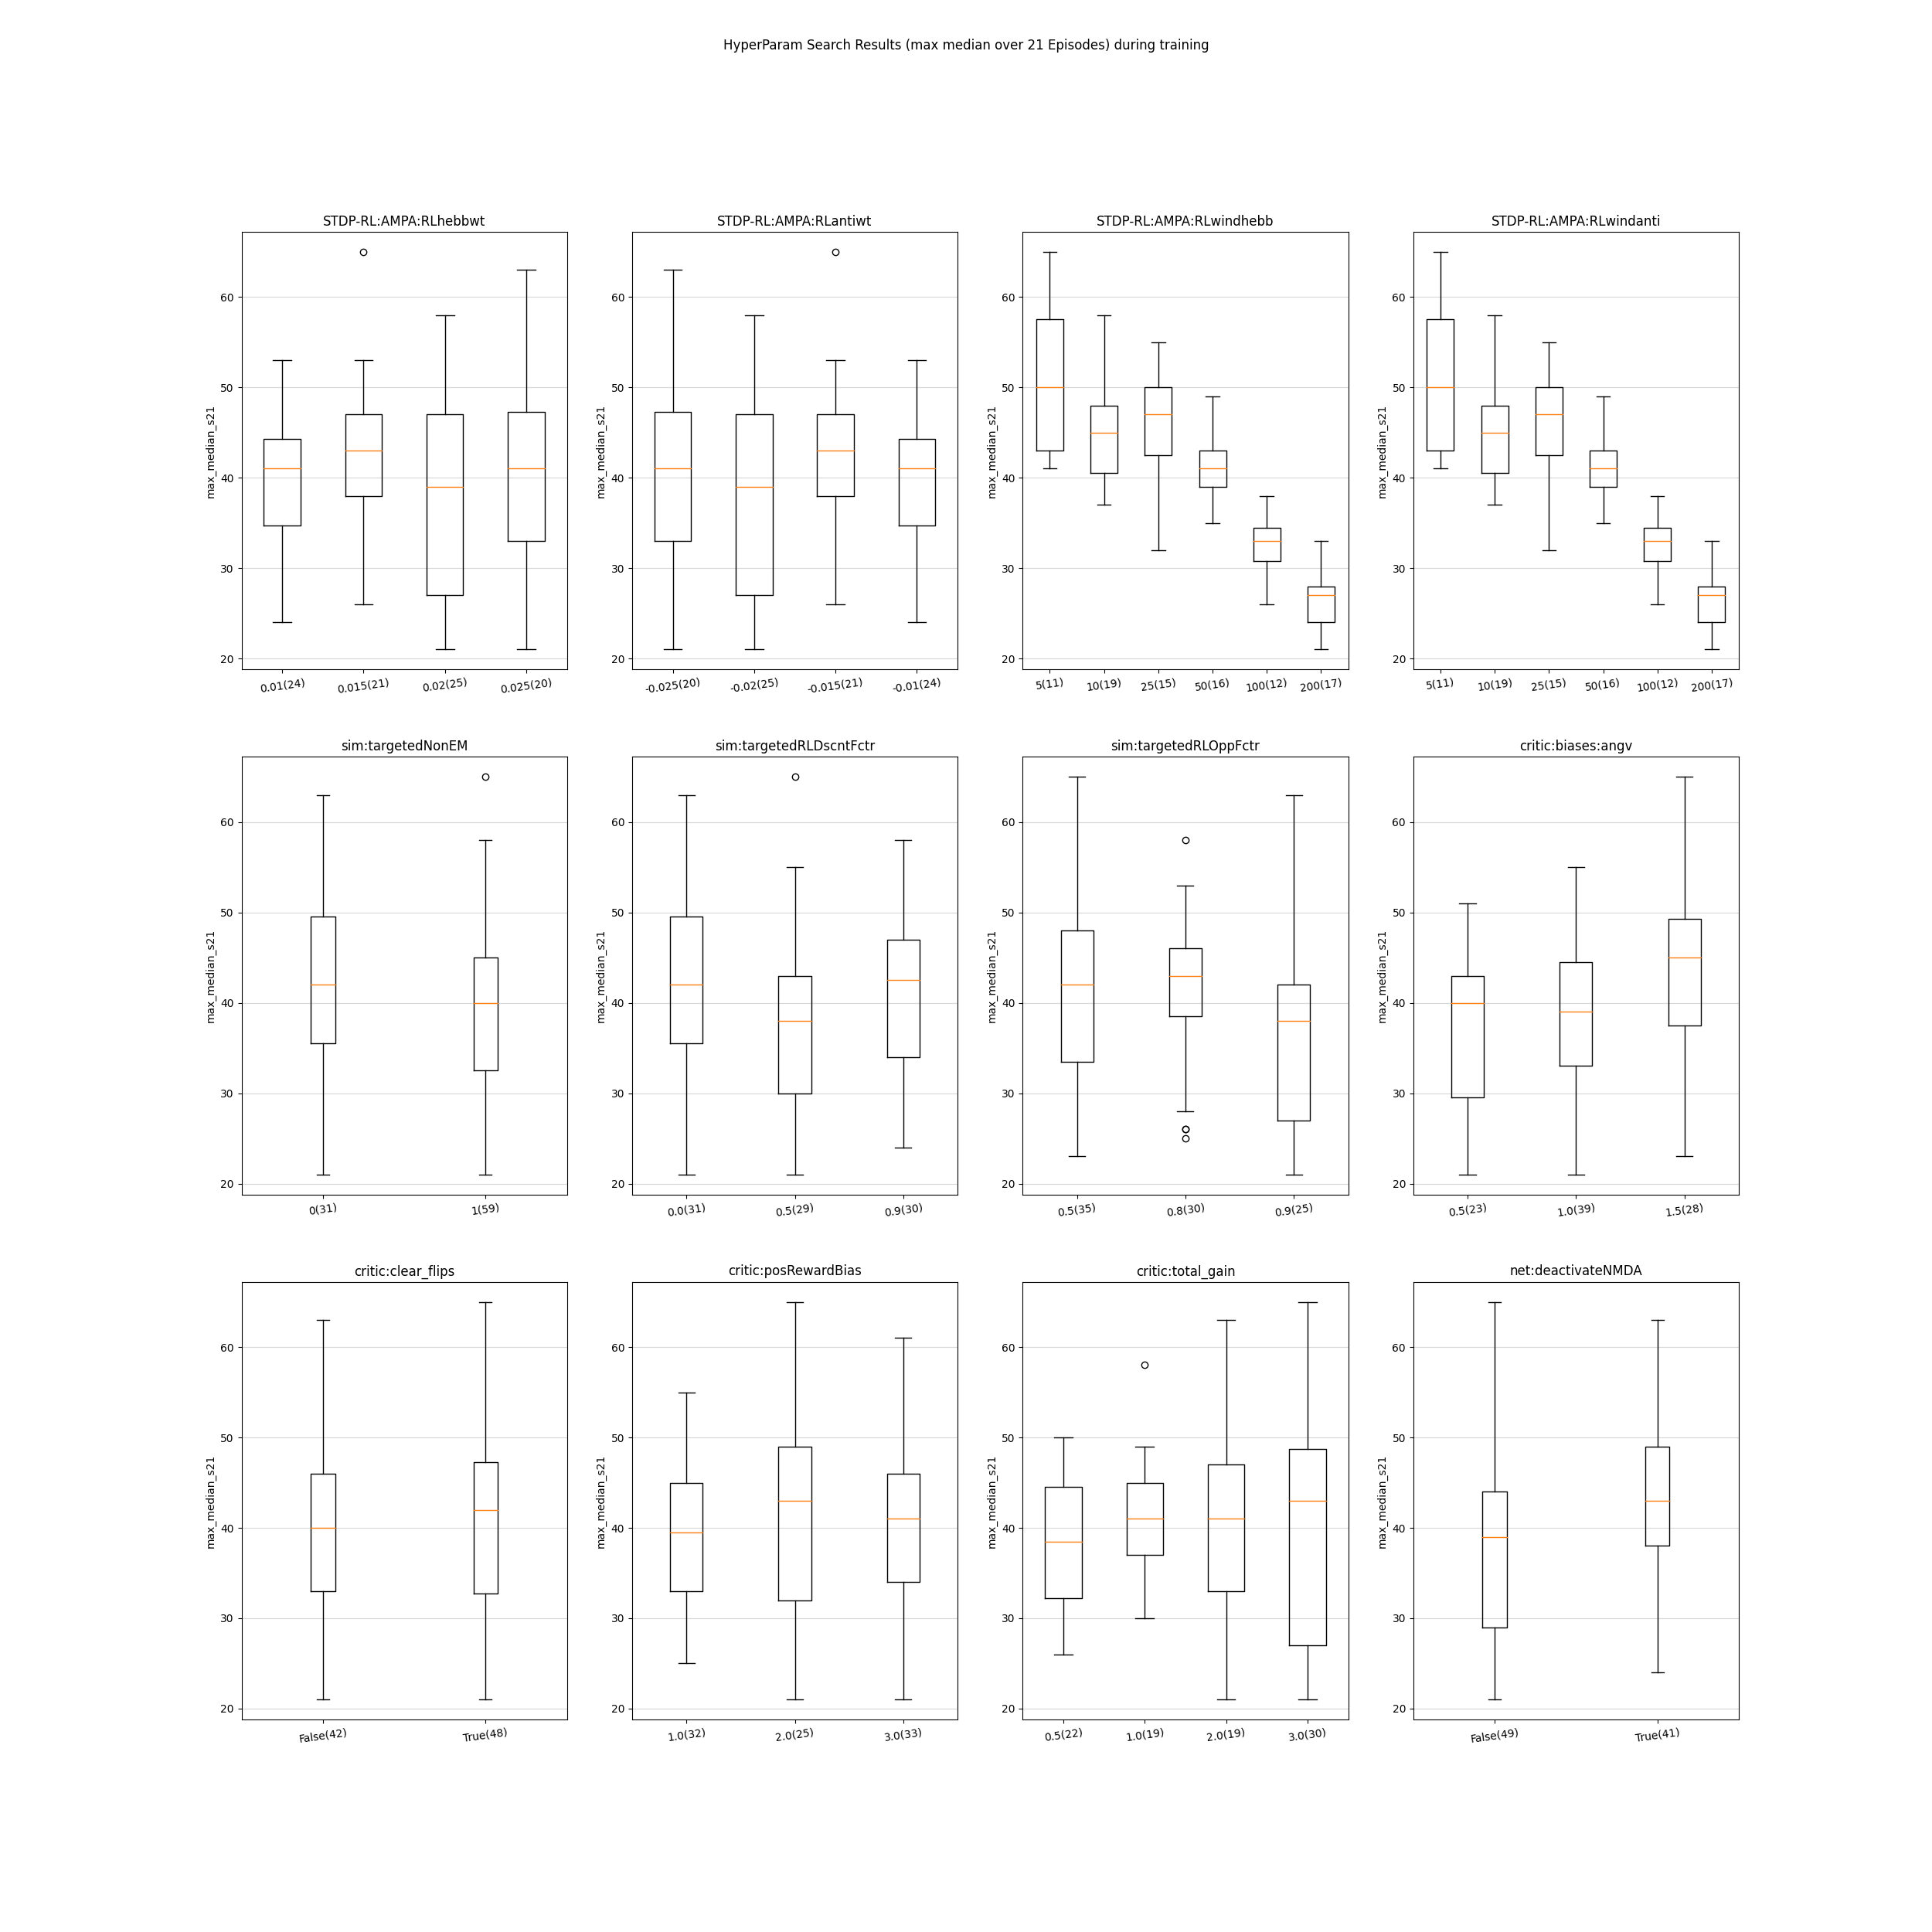 HyperParam Search Results (max median over 21 Episodes) during training
STDP-RL:AMPA:RLhebbwt
max_median_s21
60
50
40
30
20
0.01(24) 0.015(21) 0.02(25) 0.025(20)
STDP-RL:AMPA:RLantiwt
max_median_s21
60
50
40
30
20
-0.025(20) -0.02(25) -0.015(21) -0.01(24)
STDP-RL:AMPA:RLwindhebb
max_median_s21
60
50
40
30
20
5(11) 10(19) 25(15) 50(16) 100(12) 200(17)
STDP-RL:AMPA:RLwindanti
max_median_s21
60
50
40
30
20
5(11) 10(19) 25(15) 50(16) 100(12) 200(17)
sim:targetedNonEM
max_median_s21
60
50
40
30
20
0(31) 1(59)
sim:targetedRLDscntFctr
max_median_s21
60
50
40
30
20
0.0(31) 0.5(29) 0.9(30)
sim:targetedRLOppFctr
max_median_s21
60
50
40
30
20
0.5(35) 0.8(30) 0.9(25)
critic:biases:angv
max_median_s21
60
50
40
30
20
0.5(23) 1.0(39) 1.5(28)
critic:clear_flips
max_median_s21
60
50
40
30
20
False(42) True(48)
critic:posRewardBias
max_median_s21
60
50
40
30
20
1.0(32) 2.0(25) 3.0(33)
critic:total_gain
max_median_s21
60
50
40
30
20
0.5(22) 1.0(19) 2.0(19) 3.0(30)
net:deactivateNMDA
max_median_s21
60
50
40
30
20
False(49) True(41)